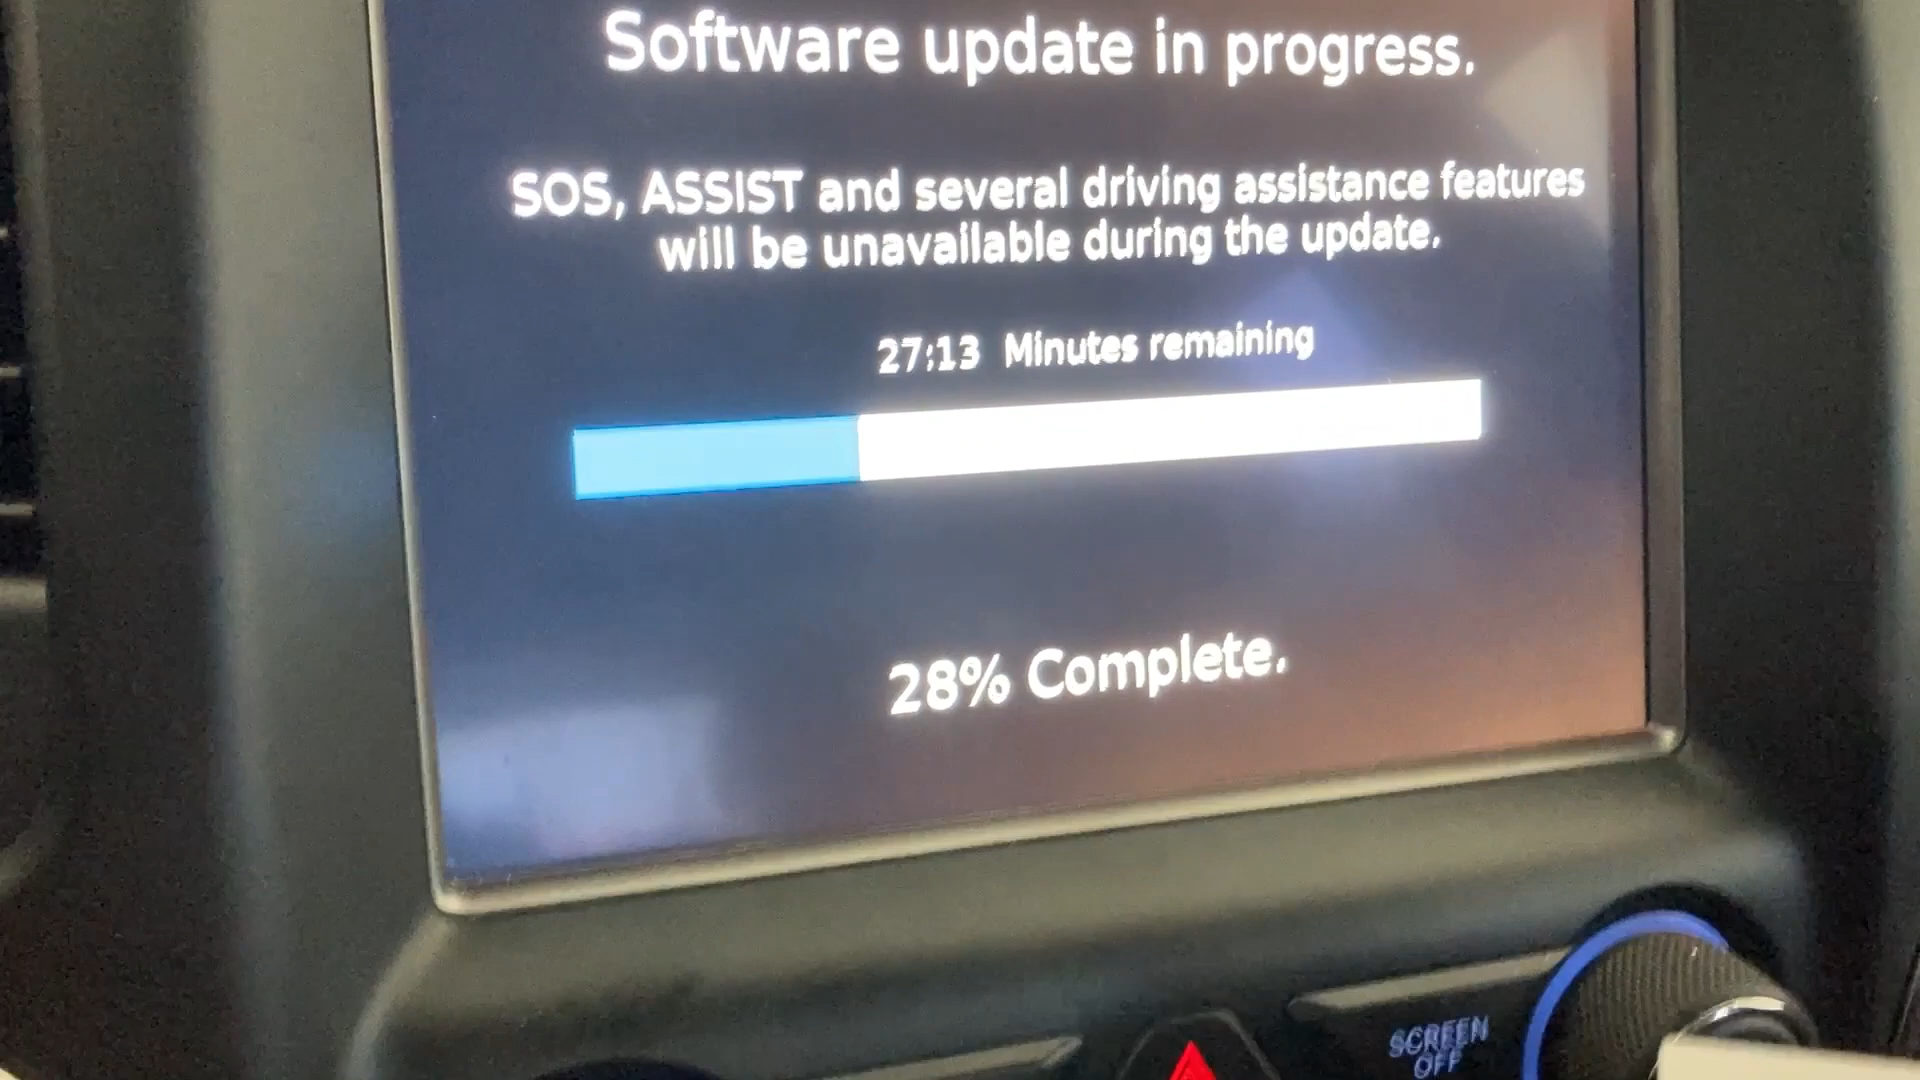 Software update in progress.
SOS, ASSIST and several driving assistance features
will be unavailable during the update.
27:13 Minutes remaining
28% Complete.
SCREEN
OFF